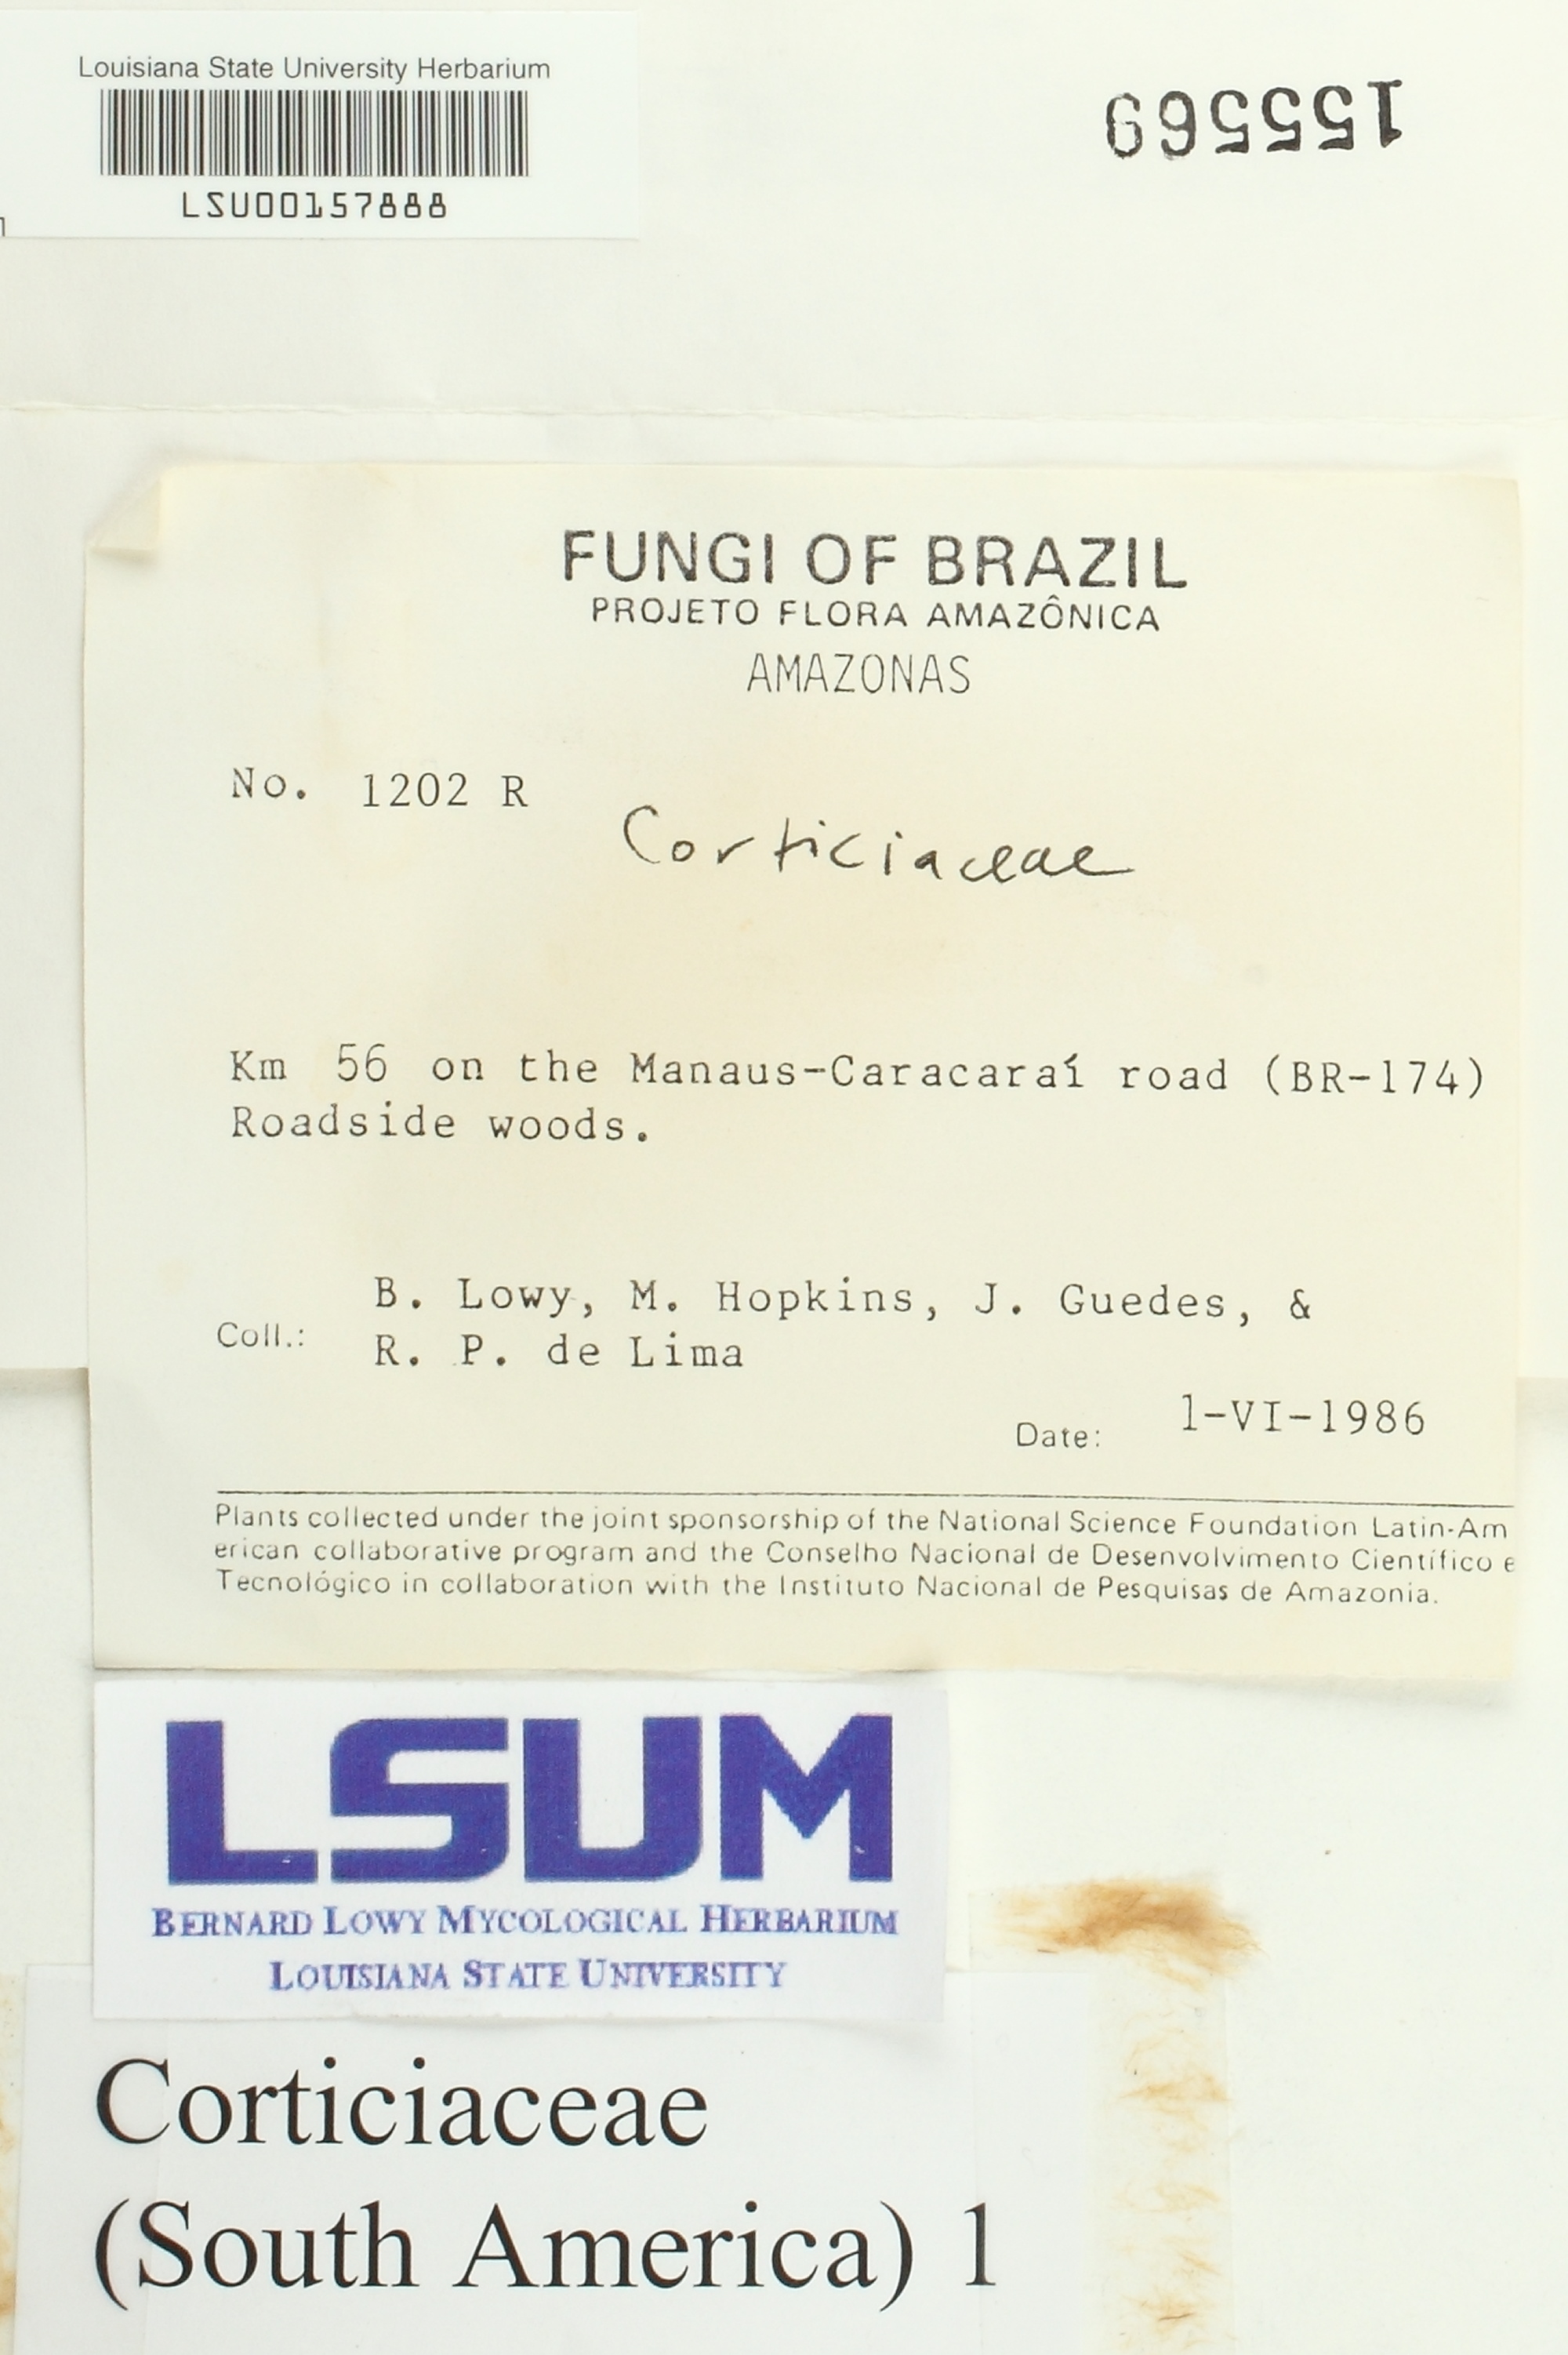 Louisiana State University Herbarium
LSU00157888
155569
FUNGI OF BRAZIL
PROJETO FLORA AMAZÔNICA
AMAZONAS
No. 1202 R
Corticiaceae
Km 56 on the Manaus-Caracaraí road (BR-174)
Roadside woods.
B. Lowy, M. Hopkins, J. Guedes, &
Coll.: R. P. de Lima
Date: 1-VI-1986
Plants collected under the joint sponsorship of the National Science Foundation Latin-Am
erican collaborative program and the Conselho Nacional de Desenvolvimento Científico e
Tecnológico in collaboration with the Instituto Nacional de Pesquisas de Amazonia.
LSUM
BERNARD LOWY MYCOLOGICAL HERBARIUM
LOUISIANA STATE UNIVERSITY
Corticiaceae
(South America) 1